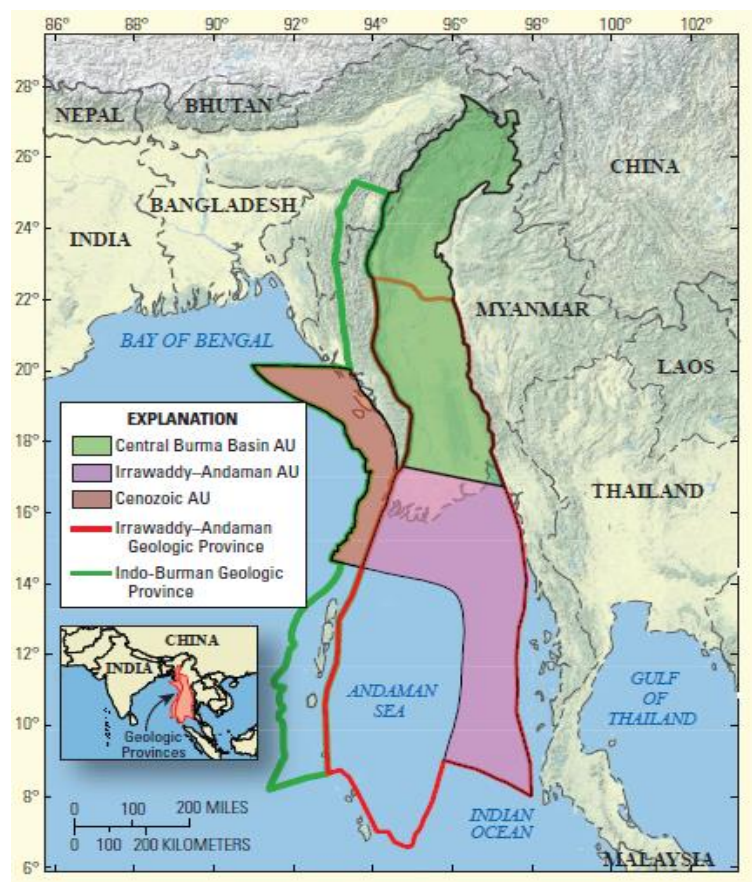 86° 88° 90° 92° 94° 96° 98° 100° 102°
28°
NEPAL
BHUTAN
26°
CHINA
BANGLADESH
24°
INDIA
22°
MYANMAR
BAY OF BENGAL
20°
LAOS
EXPLANATION
Central Burma Basin AU
18°
Irrawaddy–Andaman AU
Cenozoic AU
THAILAND
16°
Irrawaddy–Andaman
Geologic Province
Indo-Burman Geologic
Province
14°
CHINA
INDIA
12°
Geologic
Provinces
ANDAMAN
SEA
GULF
OF
THAILAND
10°
8°
0 100 200 MILES
0 100 200 KILOMETERS
INDIAN
OCEAN
MALAYSIA
6°